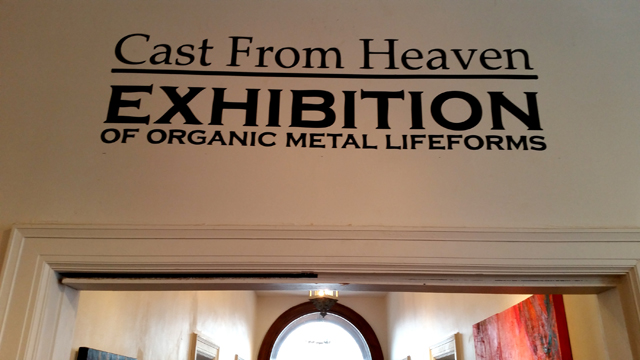 Cast From Heaven
EXHIBITION
OF ORGANIC METAL LIFEFORMS